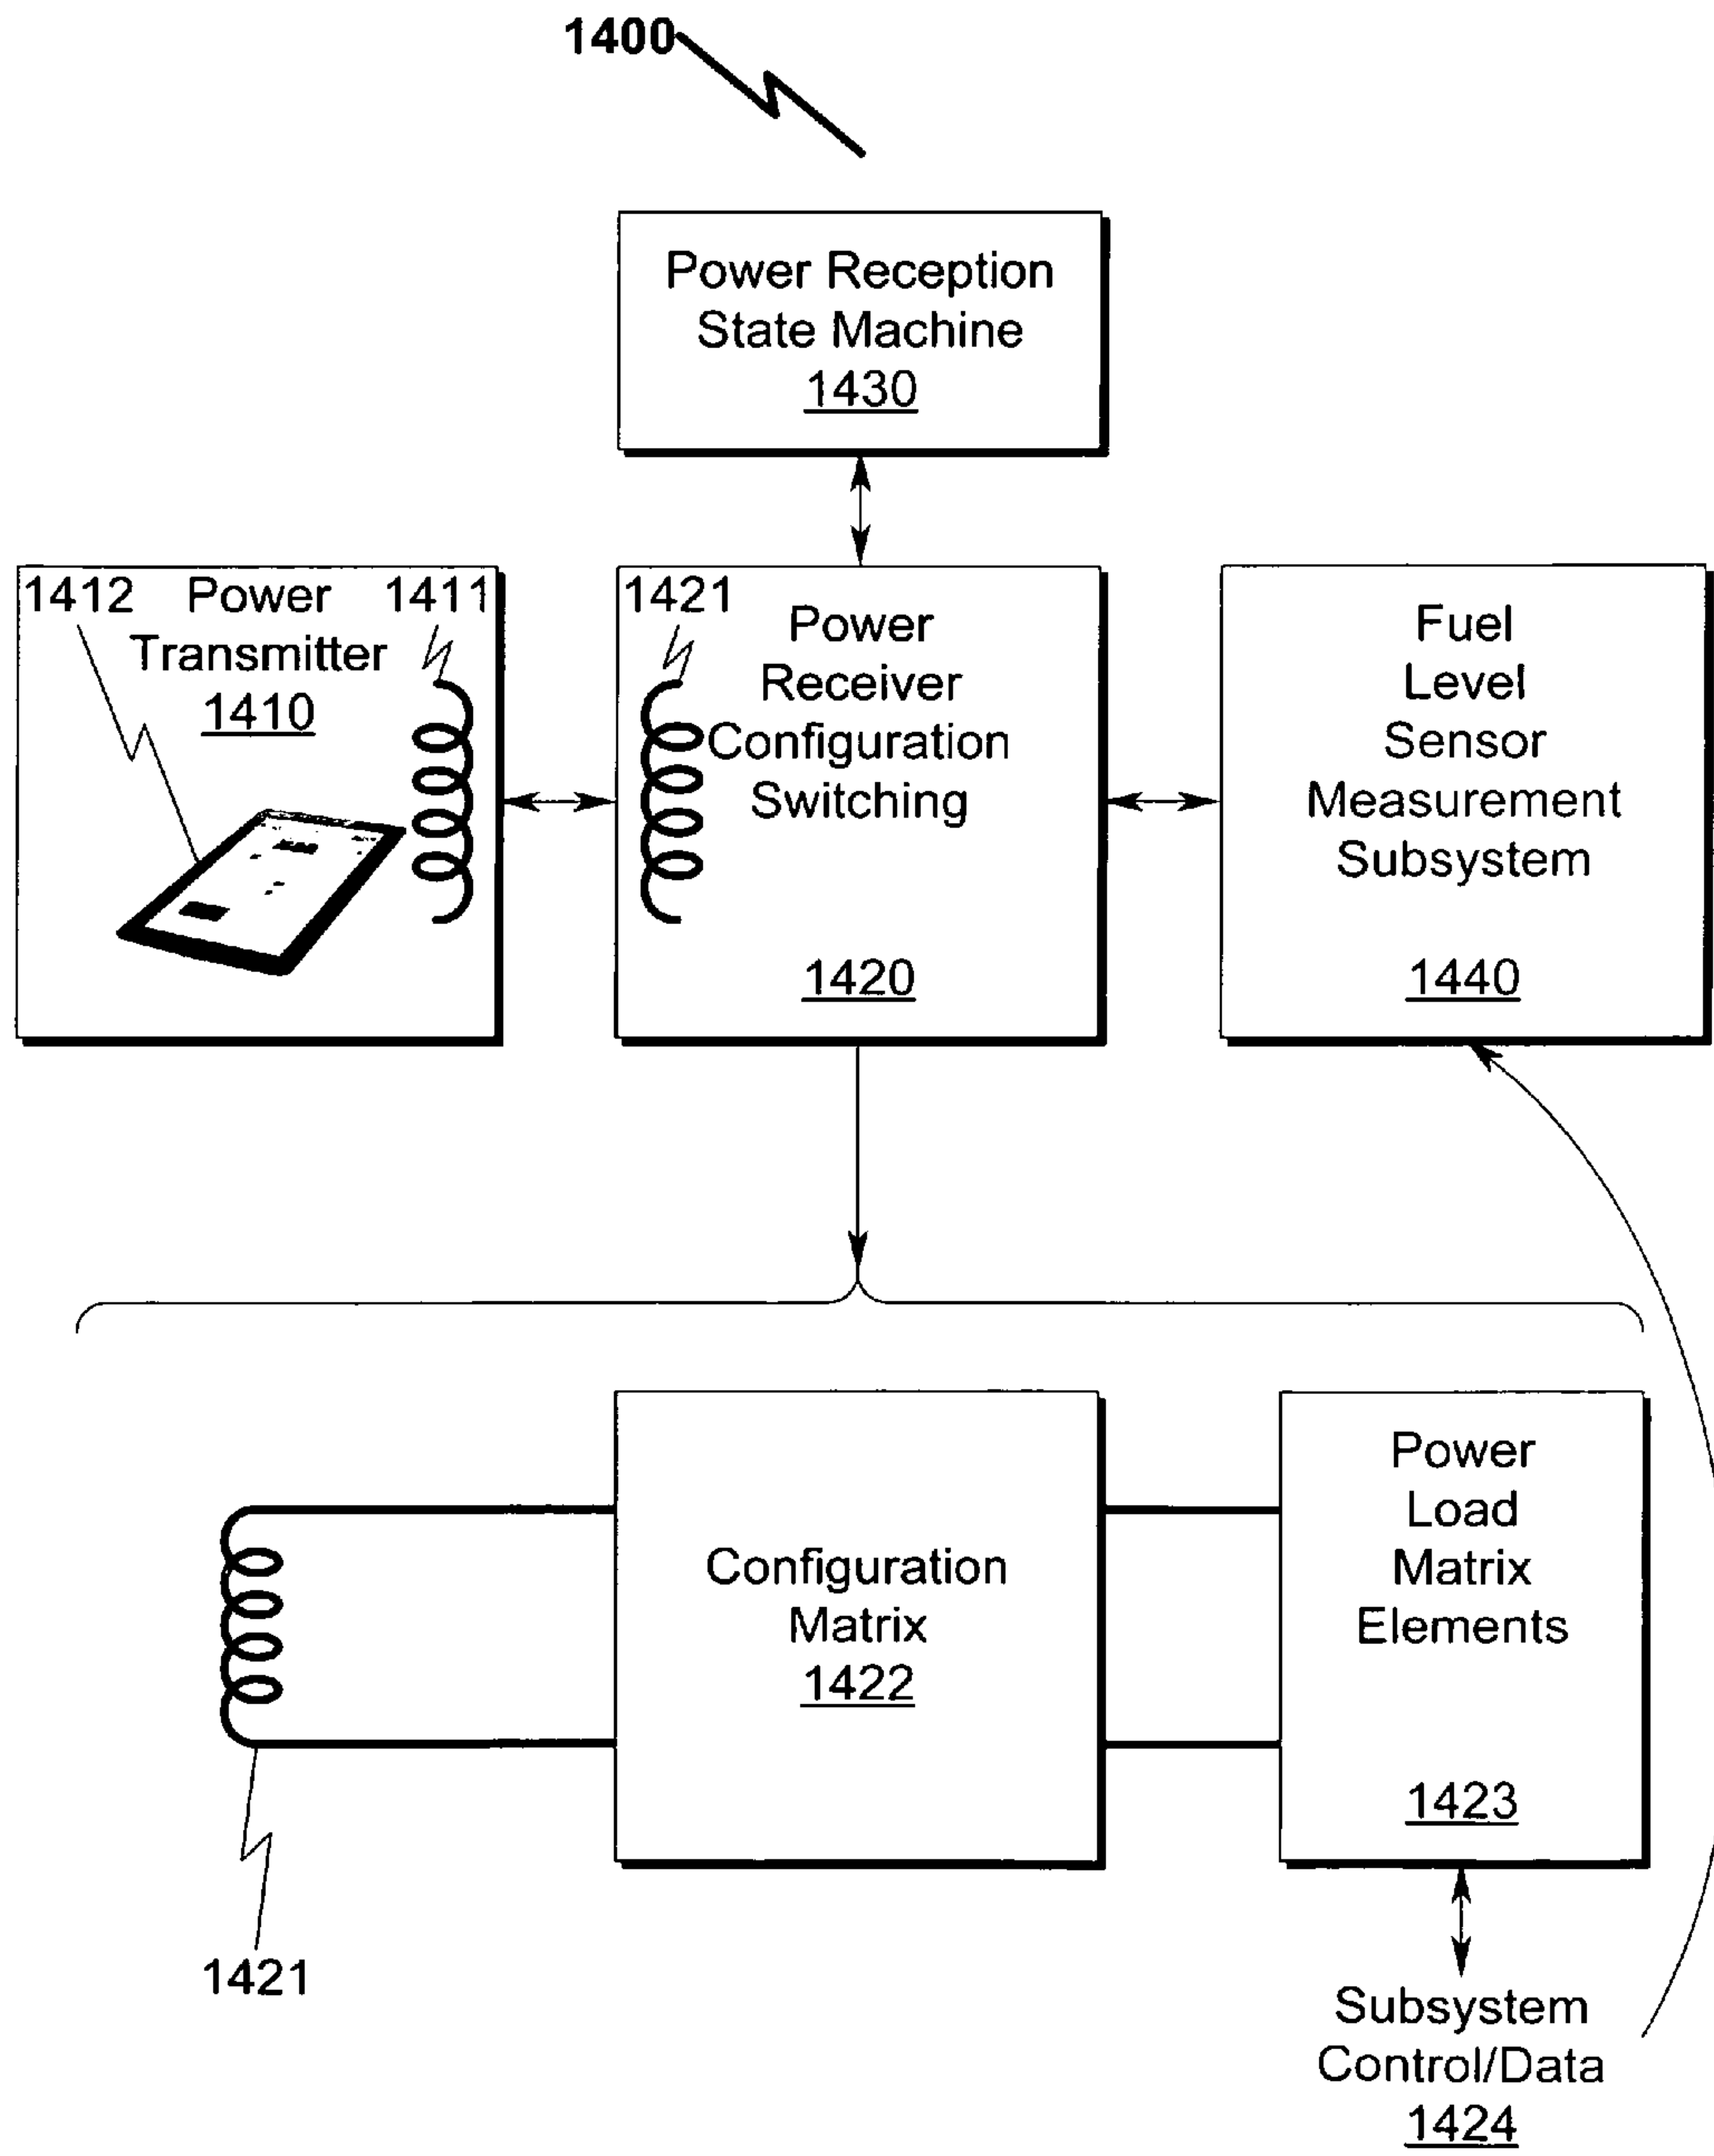 1400
Power Reception
State Machine
1430
1412
Power
Transmitter
1410
1411
1421
Power
Receiver
Configuration
Switching
1420
Fuel
Level
Sensor
Measurement
Subsystem
1440
Configuration
Matrix
1422
Power
Load
Matrix
Elements
1423
1421
Subsystem
Control/Data
1424